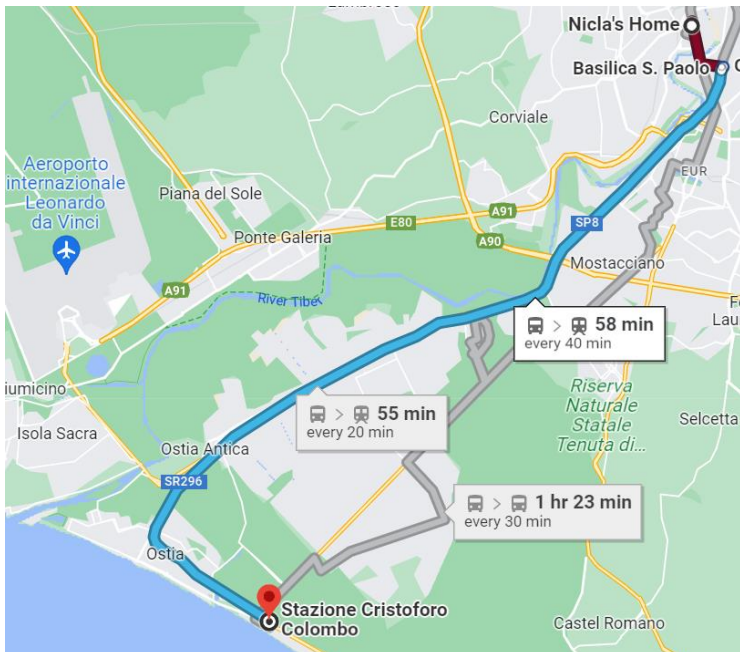 Nicla's Home
Basilica S. Paolo
Corviale
Aeroporto
internazionale
Leonardo
da Vinci
Piana del Sole
EUR
A91
E80
SP8
Ponte Galeria
A90
Mostacciano
A91
River Tibe
58 min
every 40 min
Riserva
Naturale
Statale
Tenuta di...
55 min
every 20 min
Selcetta
iumicino
Isola Sacra
Ostia Antica
SR296
1 hr 23 min
every 30 min
Ostia
Stazione Cristoforo
Colombo
Castel Romano